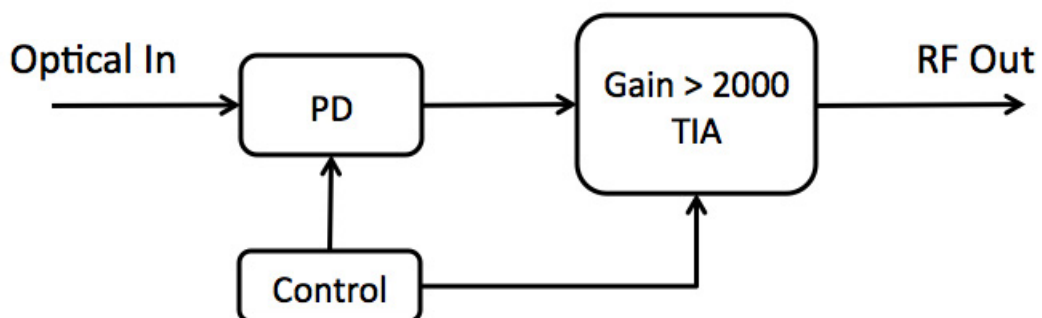 Optical In
RF Out
Gain > 2000
TIA
PD
Control